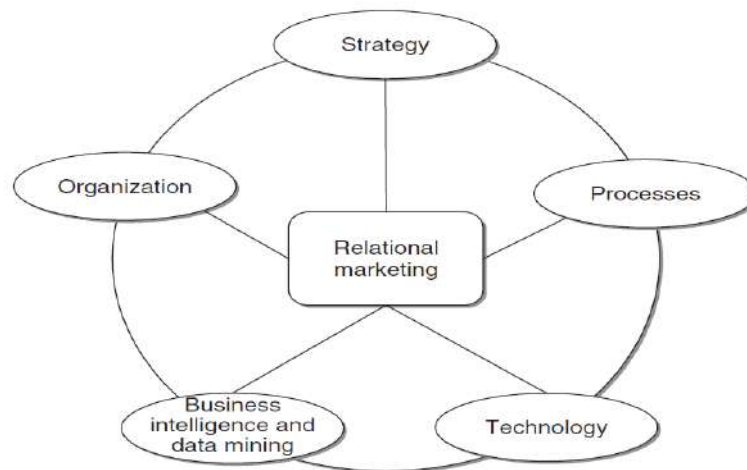 Strategy
Organization
Processes
Relational
marketing
Business
intelligence and
data mining
Technology